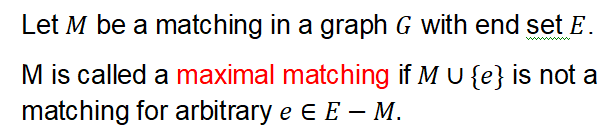 Let M be a matching in a graph G with end set E.
M is called a maximal matching if M ∪ {e} is not a
matching for arbitrary e ∈ E − M.